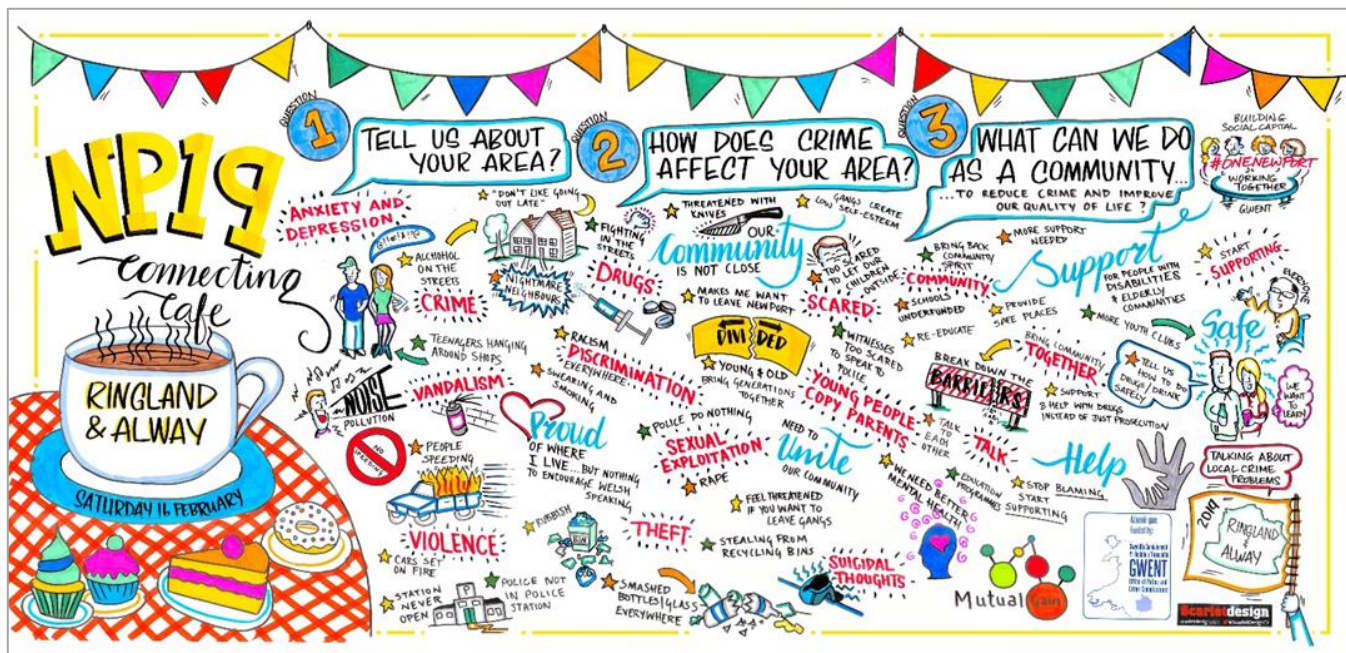 NP19
Connecting
Cafe
RINGLAND
& ALWAY
SATURDAY 16 FEBRUARY
QUESTION
1
TELL US ABOUT
YOUR AREA?
ANXIETY AND
DEPRESSION
"DON'T LIKE GOING
OUT LATE"
ALCHOHOL
ON THE
STREETS
CRIME
NIGHTMARE
NEIGHBOURS
TEENAGERS HANGING
AROUND SHOPS
NOISE
POLLUTION
VANDALISM
RACISM
DISCRIMINATION
EVERYWHERE
SWEARING AND
SMOKING
NO
SPEEDING
PEOPLE
SPEEDING
Proud
OF WHERE
I LIVE... BUT NOTHING
TO ENCOURAGE WELSH
SPEAKING
VIOLENCE
CARS SET
ON FIRE
RUBBISH
BIN
STATION
NEVER
OPEN
P
POLICE NOT
IN POLICE
STATION
SMASHED
BOTTLES/GLASS
EVERYWHERE
QUESTION
2
HOW DOES CRIME
AFFECT YOUR AREA?
FIGHTING
IN THE
STREETS
THREATENED WITH
KNIVES
GANGS CREATE
LOW SELF-ESTEEM
OUR
Community
IS NOT CLOSE
DRUGS
TOO SCARED
TO LET OUR
CHILDREN
OUTSIDE
SCARED
MAKES ME WANT
TO LEAVE NEWPORT
DIVIDED
YOUNG & OLD
BRING GENERATIONS
TOGETHER
WITNESSES
TOO SCARED
TO SPEAK TO
POLICE
YOUNG PEOPLE
COPY PARENTS
POLICE DO NOTHING
SEXUAL
EXPLOITATION
RAPE
NEED TO
Unite
OUR COMMUNITY
FEEL THREATENED
IF YOU WANT TO
LEAVE GANGS
THEFT
STEALING FROM
RECYCLING BINS
SUICIDAL
THOUGHTS
QUESTION
3
WHAT CAN WE DO
AS A COMMUNITY...
...TO REDUCE CRIME AND IMPROVE
OUR QUALITY OF LIFE?
BRING BACK
COMMUNITY
SPIRIT
COMMUNITY
MORE SUPPORT
NEEDED
Support
FOR PEOPLE WITH
DISABILITIES
& ELDERLY
COMMUNITIES
START
SUPPORTING
EVERYONE
SCHOOLS
UNDERFUNDED
PROVIDE
SAFE PLACES
RE-EDUCATE
MORE YOUTH
CLUBS
Safe
BREAK DOWN THE
BARRIERS
BRING COMMUNITY
TOGETHER
TELL US
HOW TO DO
DRUGS/DRINK
SAFELY
WE
WANT TO
LEARN
SUPPORT
& HELP WITH DRUGS
INSTEAD OF JUST PROSECUTION
TALK
TO
EACH
OTHER
TALK
Help
WE NEED BETTER
MENTAL HEALTH
EDUCATION
PROGRAMMES
STOP BLAMING
START
SUPPORTING
Mutual Gain
GWENT
BUILDING
SOCIAL CAPITAL
#ONENEWPORT
WORKING
TOGETHER
GWENT
TALKING ABOUT
LOCAL CRIME
PROBLEMS
2019
RINGLAND
&
ALWAY
Scarletdesign